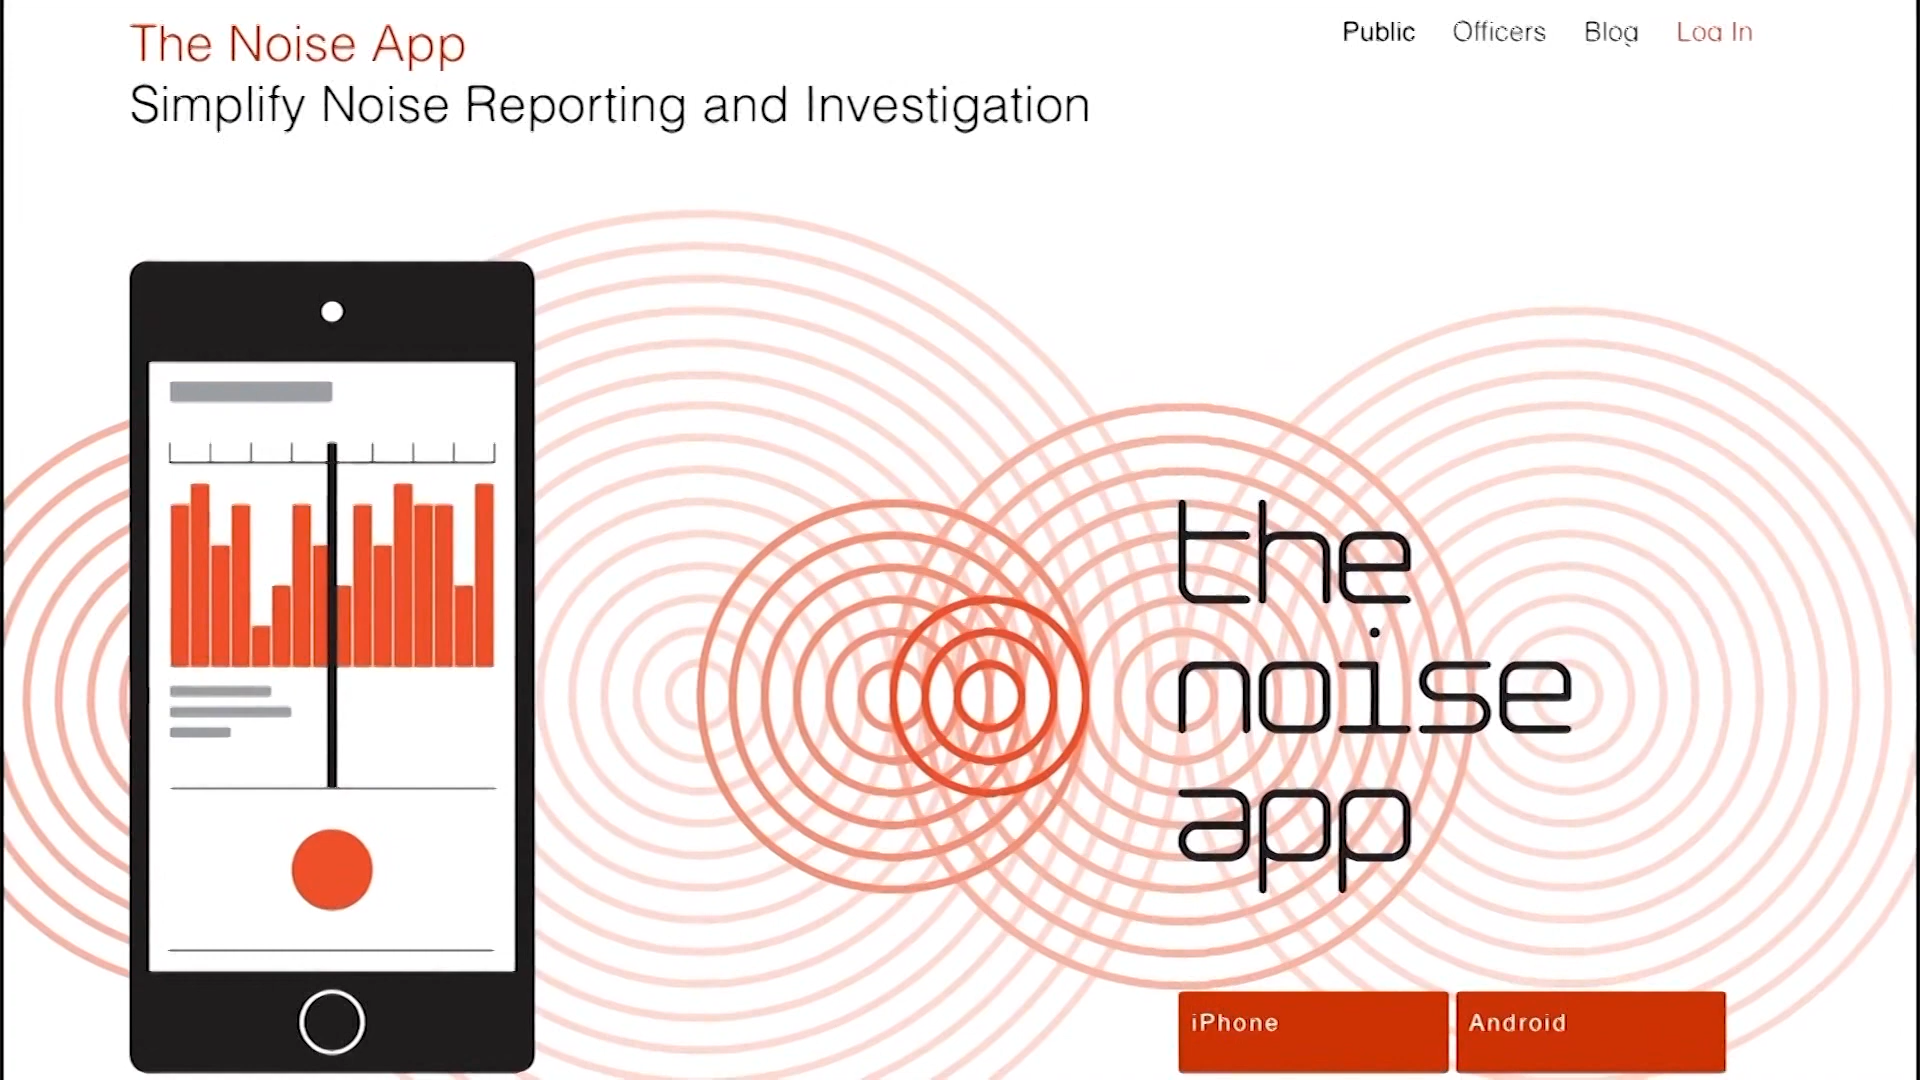 The Noise App
Simplify Noise Reporting and Investigation
Public Officers Blog Log In
the
noise
app
iPhone Android